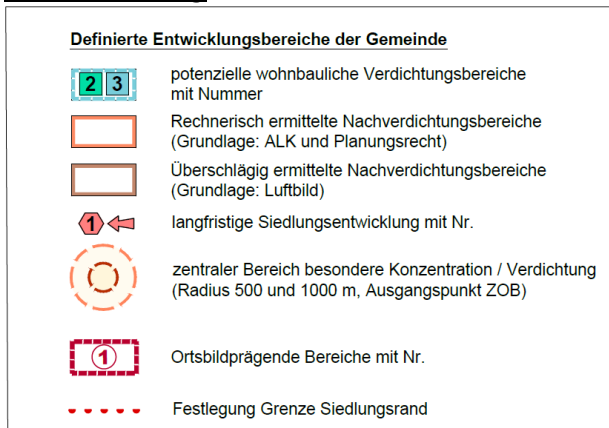 Definierte Entwicklungsbereiche der Gemeinde
2 3 potenzielle wohnbauliche Verdichtungsbereiche
mit Nummer
Rechnerisch ermittelte Nachverdichtungsbereiche
(Grundlage: ALK und Planungsrecht)
Überschlägig ermittelte Nachverdichtungsbereiche
(Grundlage: Luftbild)
1 langfristige Siedlungsentwicklung mit Nr.
zentraler Bereich besondere Konzentration / Verdichtung
(Radius 500 und 1000 m, Ausgangspunkt ZOB)
1 Ortsbildprägende Bereiche mit Nr.
Festlegung Grenze Siedlungsrand